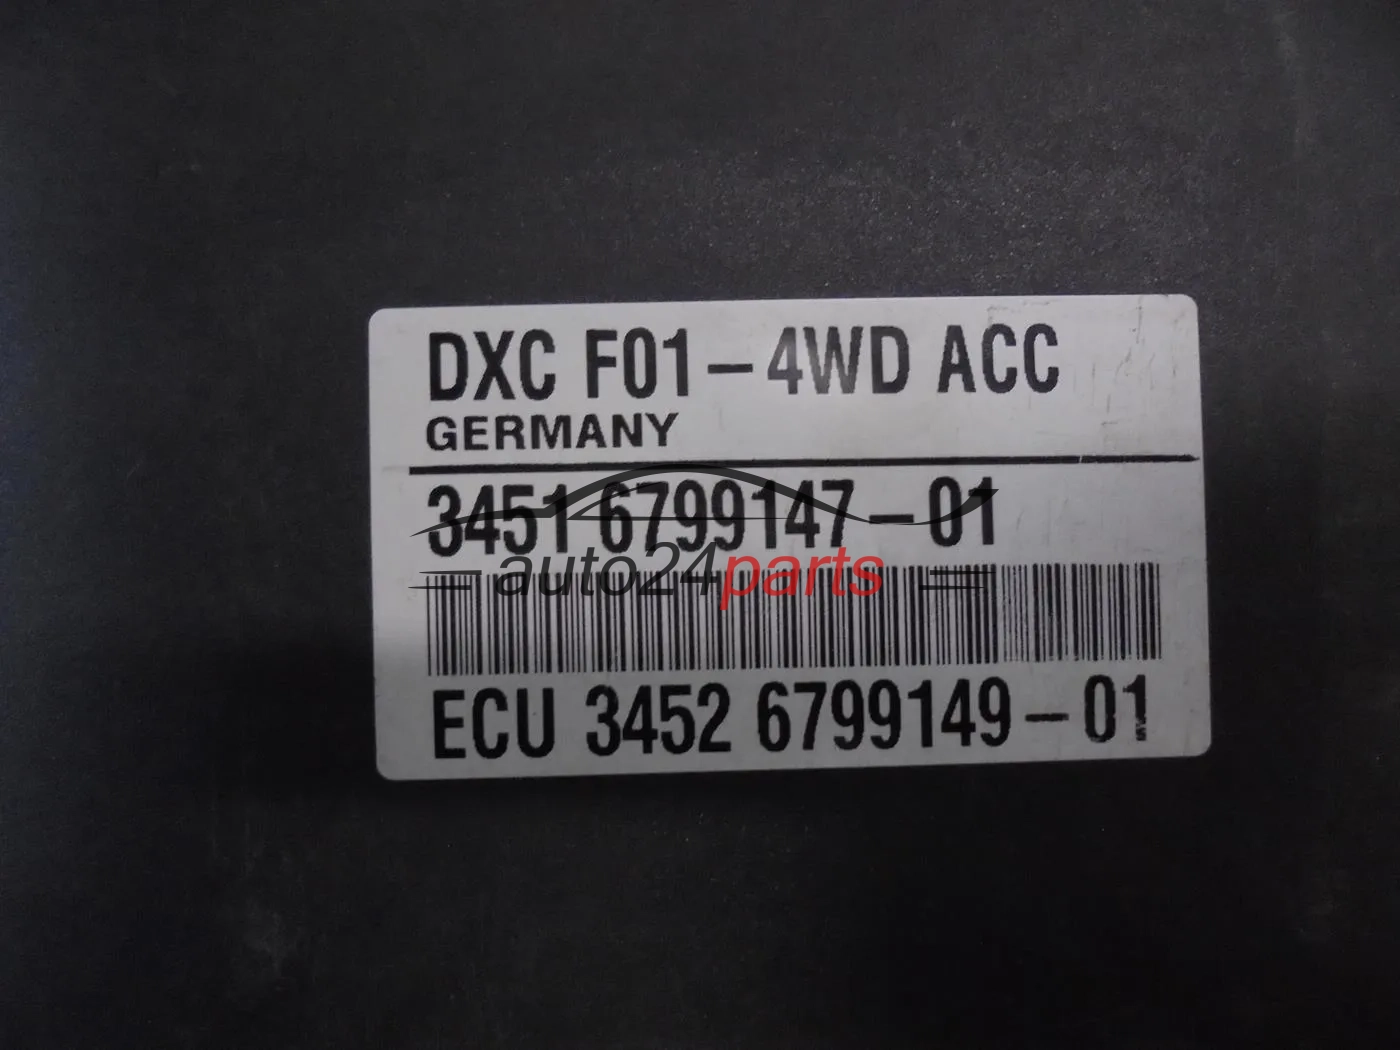 DXC F01-4WD ACC
GERMANY
3451 6799147-01
auto24parts
ECU 3452 6799149-01